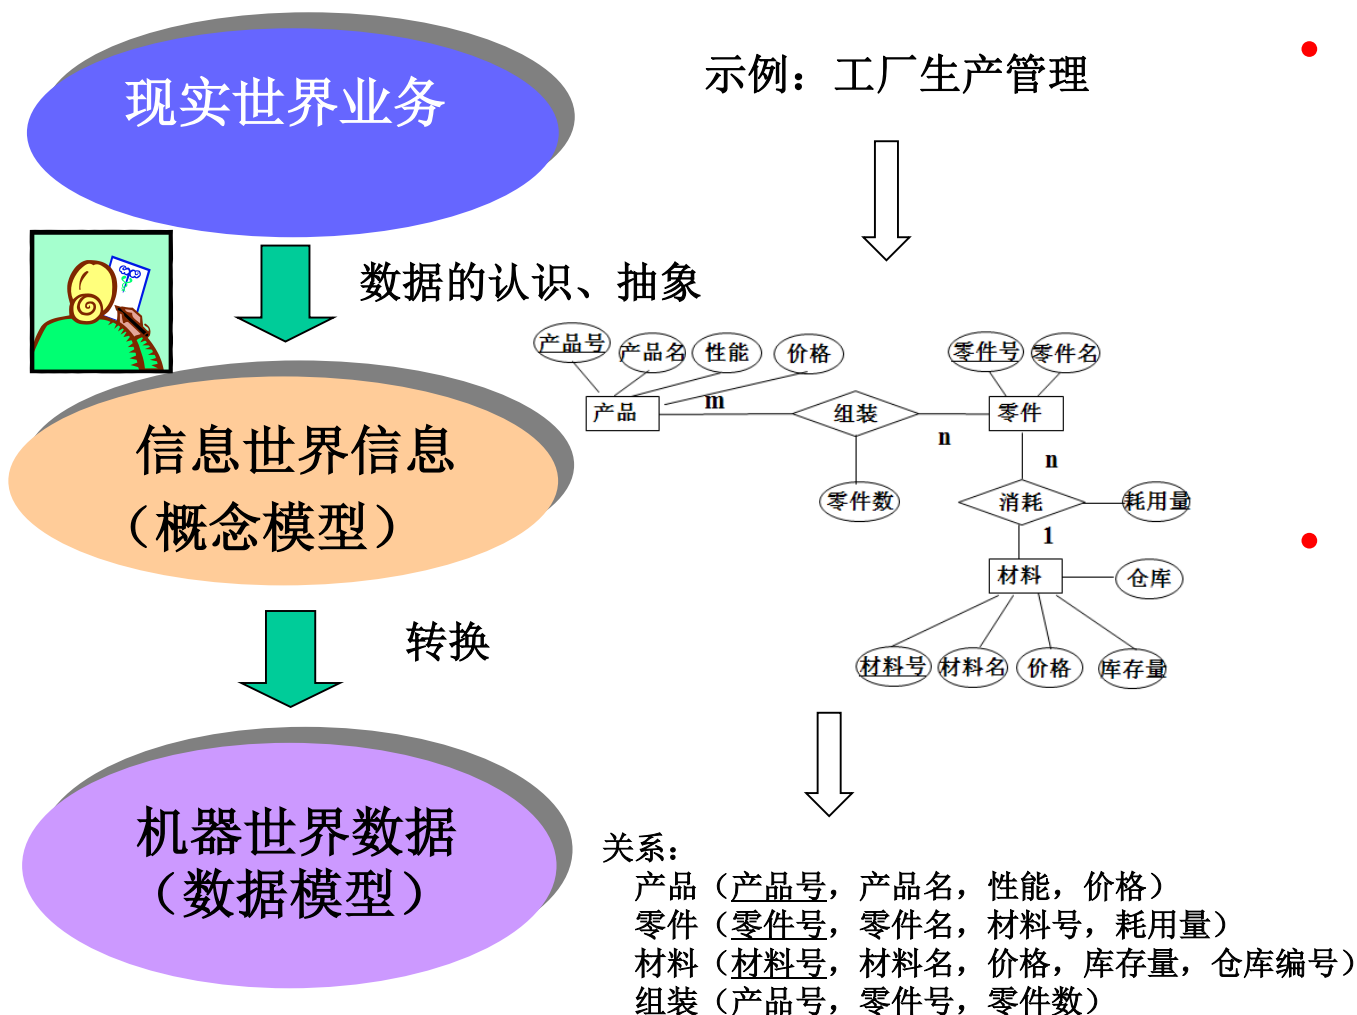 现实世界业务
示例：工厂生产管理
数据的认识、抽象
产品号
产品名
性能
价格
零件号
零件名
产品
m
组装
n
零件
零件数
n
消耗
耗用量
1
材料
仓库
材料号
材料名
价格
库存量
信息世界信息
（概念模型）
转换
机器世界数据
（数据模型）
关系：
产品（产品号，产品名，性能，价格）
零件（零件号，零件名，材料号，耗用量）
材料（材料号，材料名，价格，库存量，仓库编号）
组装（产品号，零件号，零件数）